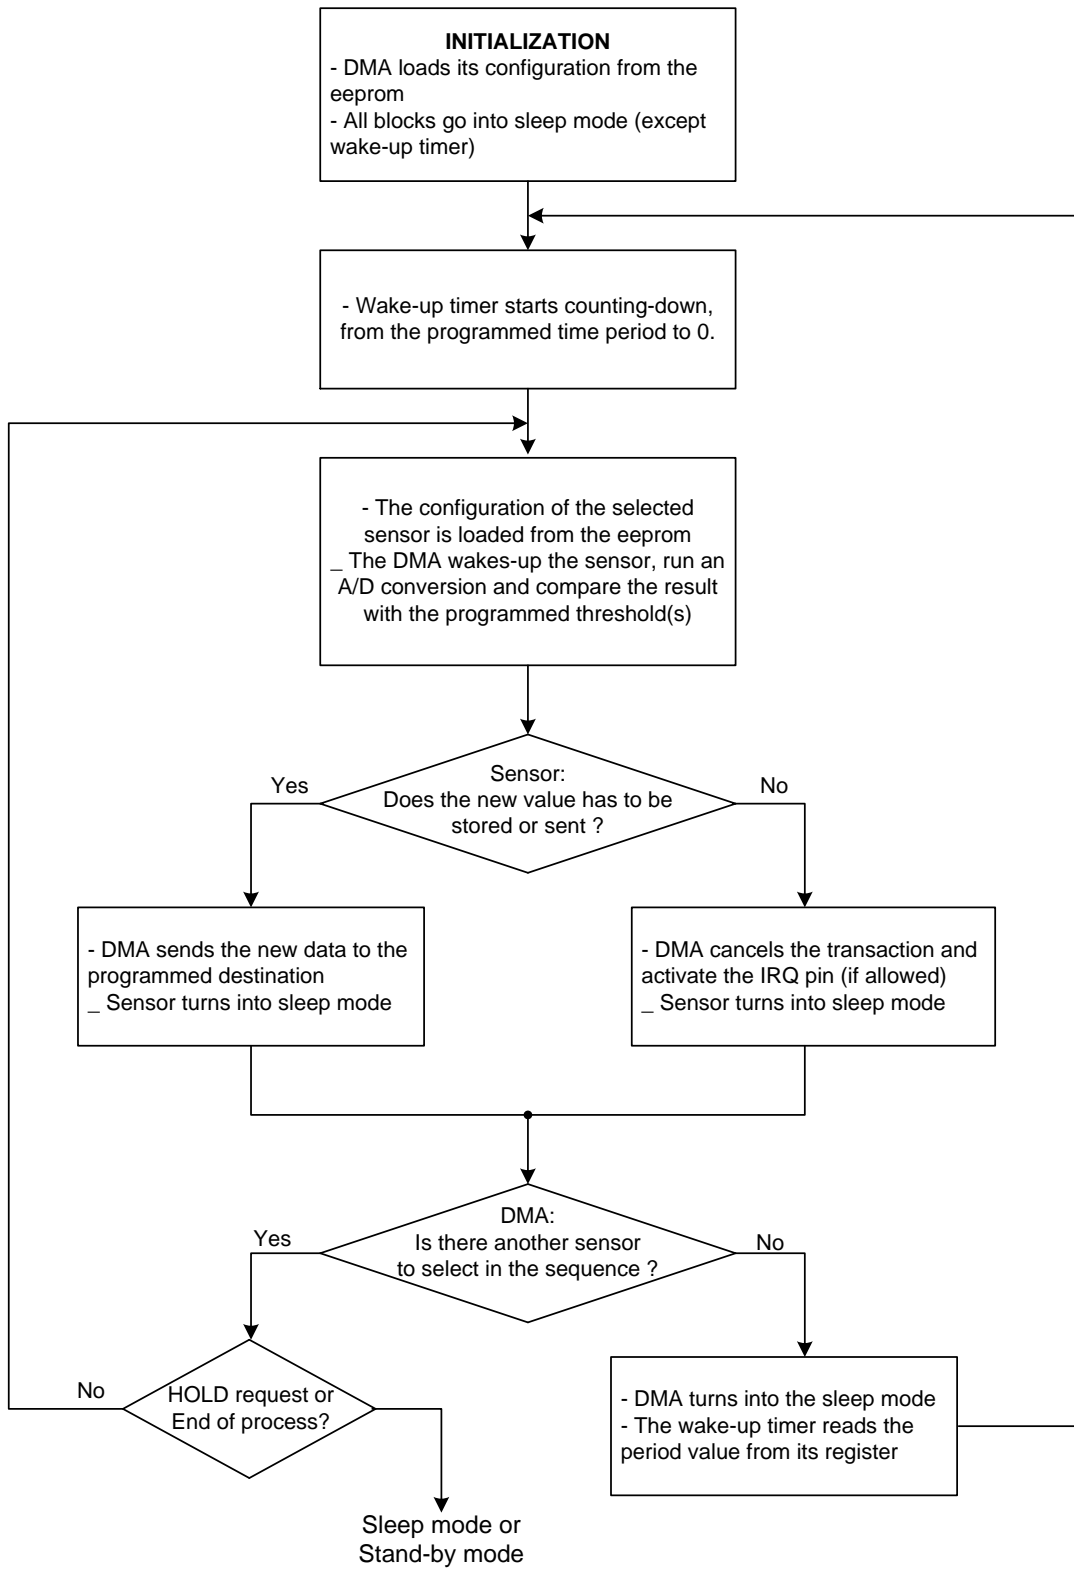 INITIALIZATION
- DMA loads its configuration from the
eeprom
- All blocks go into sleep mode (except
wake-up timer)
- Wake-up timer starts counting-down,
from the programmed time period to 0.
- The configuration of the selected
sensor is loaded from the eeprom
_ The DMA wakes-up the sensor, run an
A/D conversion and compare the result
with the programmed threshold(s)
Sensor:
Does the new value has to be
stored or sent ?
Yes
No
- DMA sends the new data to the
programmed destination
_ Sensor turns into sleep mode
- DMA cancels the transaction and
activate the IRQ pin (if allowed)
_ Sensor turns into sleep mode
DMA:
Is there another sensor
to select in the sequence ?
Yes
No
HOLD request or
End of process?
No
- DMA turns into the sleep mode
- The wake-up timer reads the
period value from its register
Sleep mode or
Stand-by mode